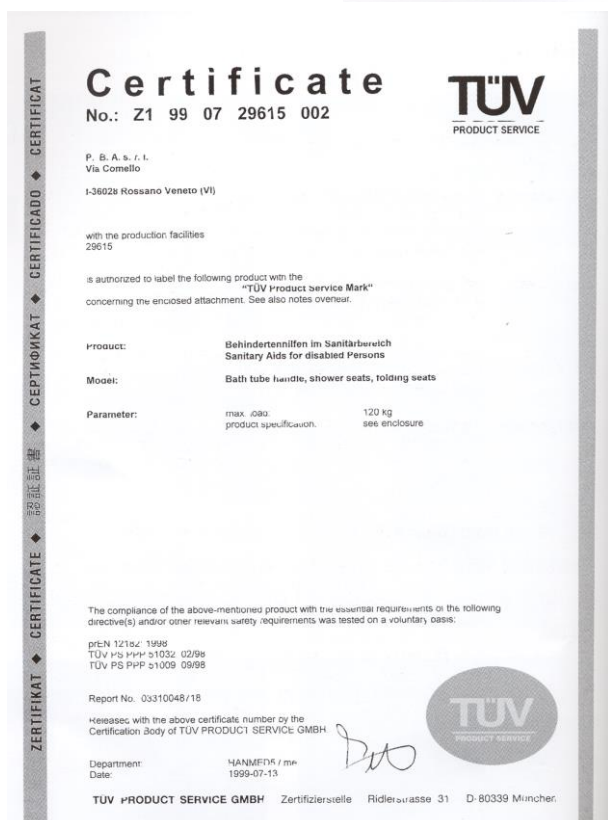 Certificate
No.: Z1 99 07 29615 002
TÜV
PRODUCT SERVICE
P. B. A. s. r. l.
Via Comello
I-36028 Rossano Veneto (VI)
with the production facilities
29615
is authorized to label the following product with the
"TÜV Product Service Mark"
concerning the enclosed attachment. See also notes overleaf.
Product: Behindertenhilfen im Sanitärbereich
Sanitary Aids for disabled Persons
Model: Bath tube handle, shower seats, folding seats
Parameter: max. load: 120 kg
product specification: see enclosure
The compliance of the above-mentioned product with the essential requirements of the following
directive(s) and/or other relevant safety requirements was tested on a voluntary basis:
prEN 12182: 1998
TÜV PS PPP 51032: 02/98
TÜV PS PPP 51009: 09/98
Report No. 03310048/18
Released with the above certificate number by the
Certification Body of TÜV PRODUCT SERVICE GMBH
Department: HANMED5 / me
Date: 1999-07-13
TÜV
PRODUCT SERVICE
TÜV PRODUCT SERVICE GMBH Zertifizierstelle Ridlerstrasse 31 D-80339 München
ZERTIFIKAT ◆ CERTIFICATE ◆ 認証証書 ◆ СЕРТИФИКАТ ◆ CERTIFICADO ◆ CERTIFICAT